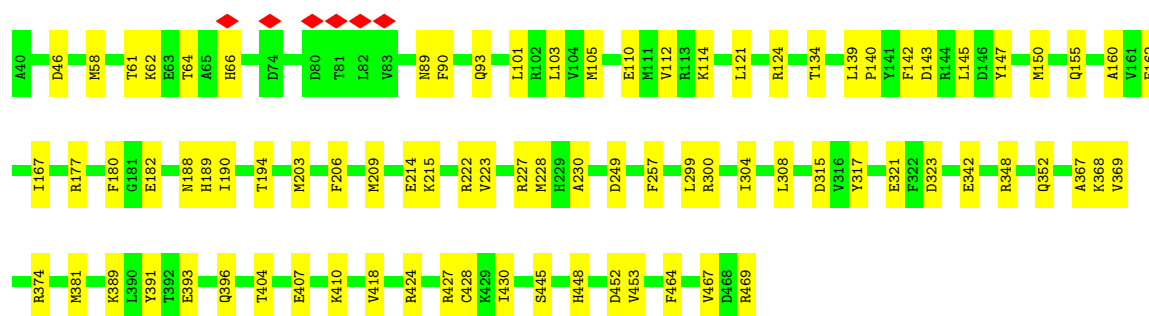 A40 D46 M58 T61 K62 E63 T64 A65 H66 D74 D80 T81 L82 V83 N89 F90 Q93 L101 R102 L103 V104 M105 E110 M111 V112 R113 K114 L121 R124 T134 L139 P140 Y141 F142 D143 R144 L145 D146 Y147 M150 Q155 A160 V161
I167 R177 F180 G181 E182 N188 H189 I190 T194 M203 F206 M209 E214 K215 R222 V223 R227 M228 H229 A230 D249 F257 L299 R300 I304 L308 D315 V316 Y317 E321 F322 D323 E342 R348 Q352 A367 K368 V369
R374 M381 K389 L390 Y391 T392 E393 Q396 T404 E407 K410 V418 R424 R427 C428 K429 I430 S445 H448 D452 V453 F464 V467 D468 R469